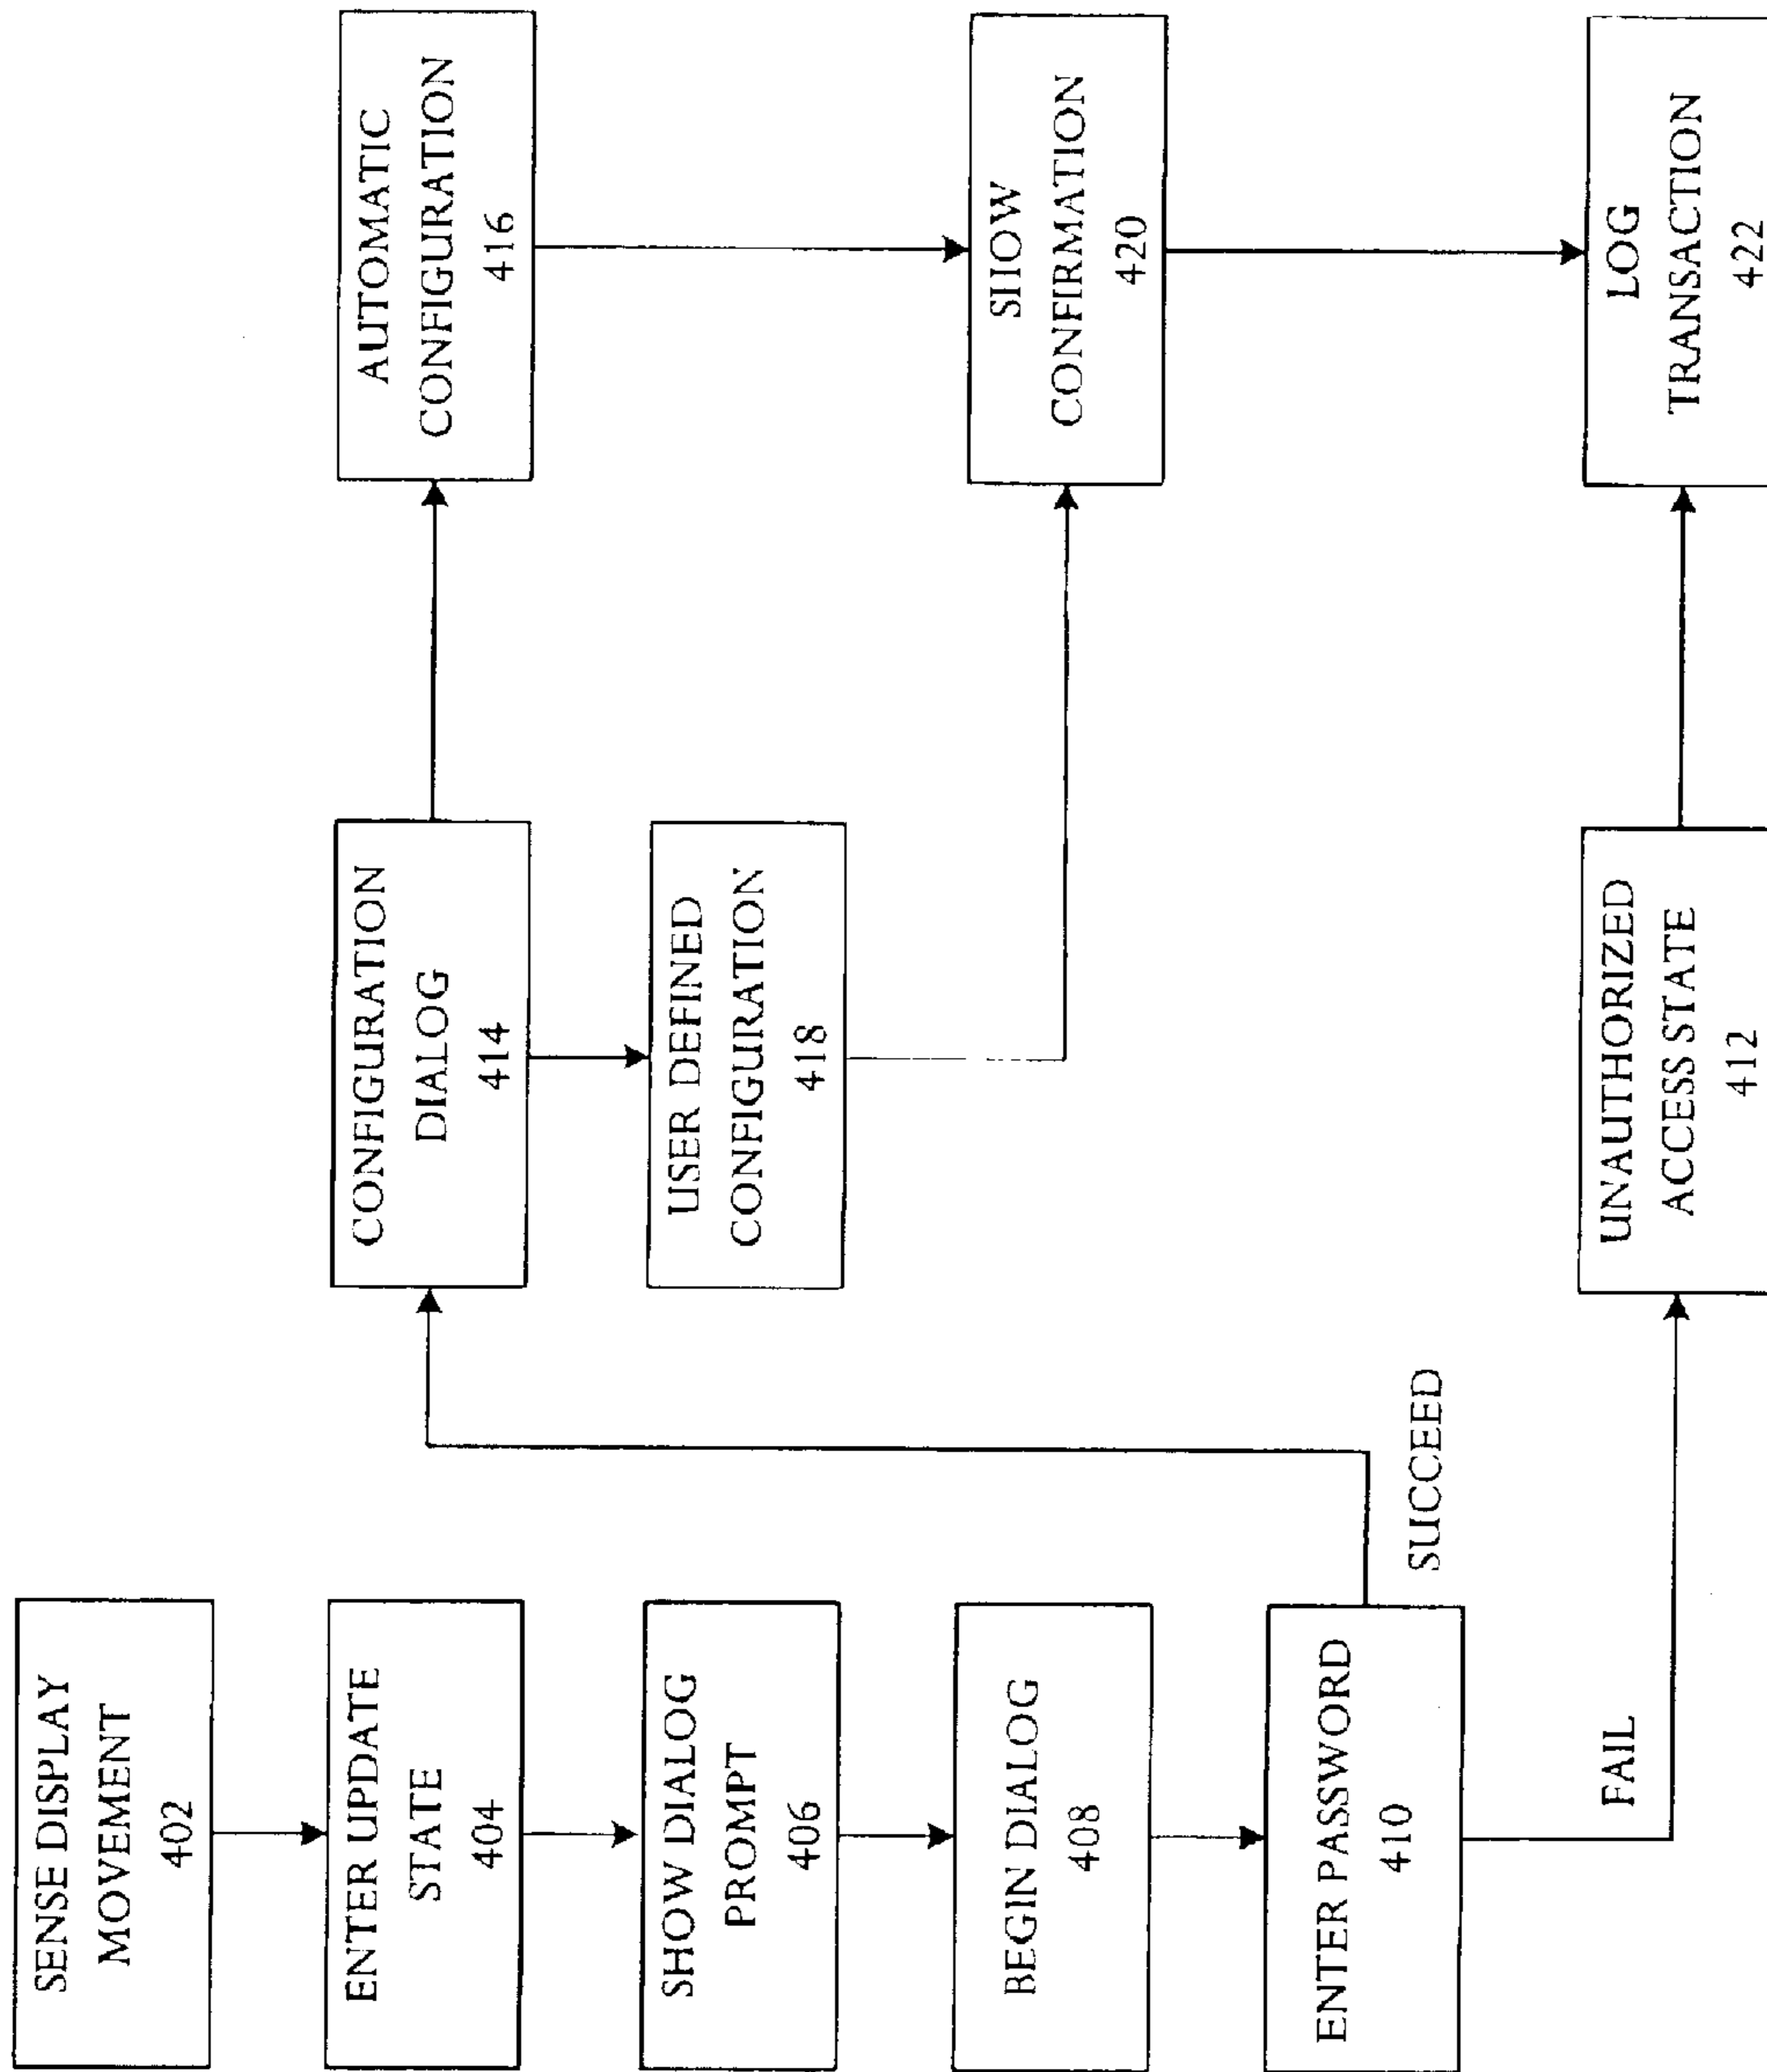 SENSE DISPLAY
MOVEMENT
402
ENTER UPDATE
STATE
404
SHOW DIALOG
PROMPT
406
BEGIN DIALOG
408
ENTER PASSWORD
410
SUCCEED
FAIL
CONFIGURATION
DIALOG
414
USER DEFINED
CONFIGURATION
418
UNAUTHORIZED
ACCESS STATE
412
AUTOMATIC
CONFIGURATION
416
SHOW
CONFIRMATION
420
LOG
TRANSACTION
422